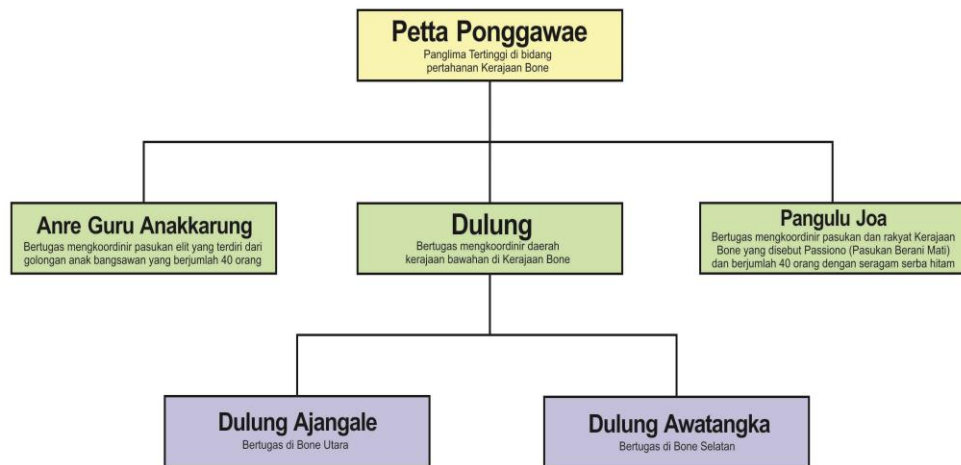 Petta Ponggawae
Panglima Tertinggi di bidang
pertahanan Kerajaan Bone
Anre Guru Anakkarung
Bertugas mengkoordinir pasukan elit yang terdiri dari
golongan anak bangsawan yang berjumlah 40 orang
Dulung
Bertugas mengkoordinir daerah
kerajaan bawahan di Kerajaan Bone
Pangulu Joa
Bertugas mengkoordinir pasukan dan rakyat Kerajaan
Bone yang disebut Passiono (Pasukan Berani Mati)
dan berjumlah 40 orang dengan seragam serba hitam
Dulung Ajangale
Bertugas di Bone Utara
Dulung Awatangka
Bertugas di Bone Selatan